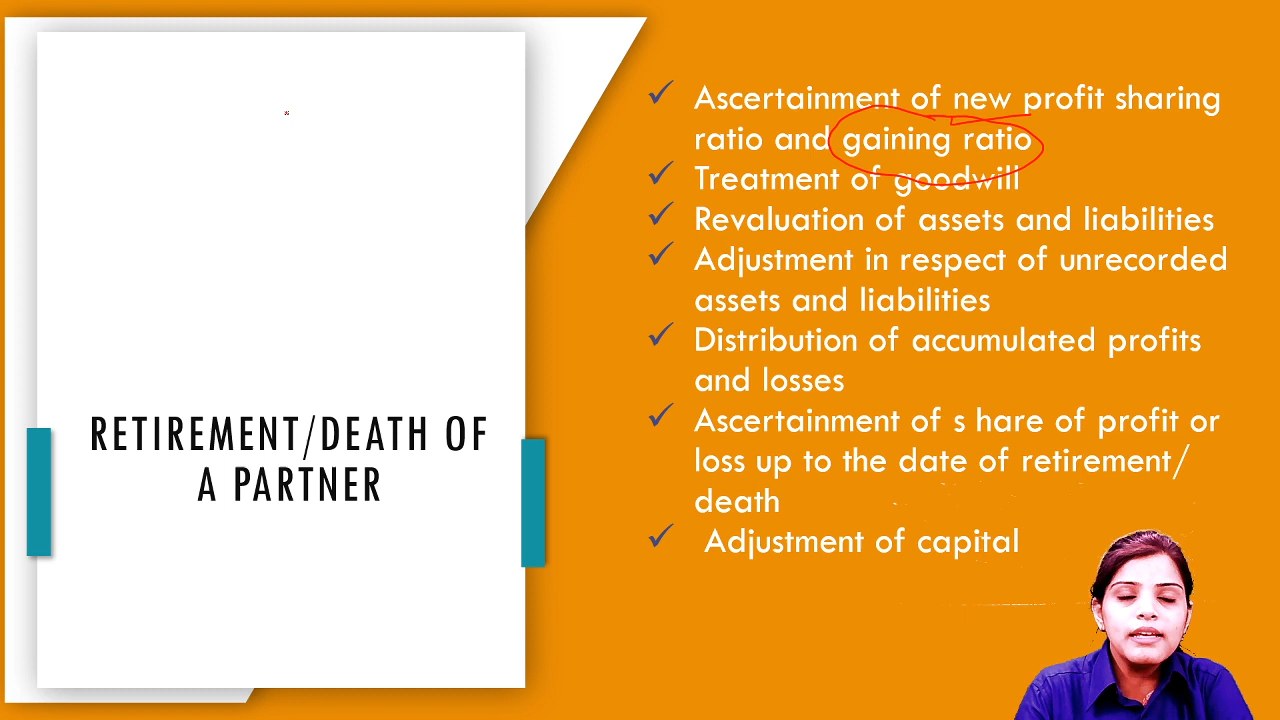 RETIREMENT/DEATH OF
A PARTNER
Ascertainment of new profit sharing
ratio and gaining ratio
Treatment of goodwill
Revaluation of assets and liabilities
Adjustment in respect of unrecorded
assets and liabilities
Distribution of accumulated profits
and losses
Ascertainment of s hare of profit or
loss up to the date of retirement/
death
Adjustment of capital